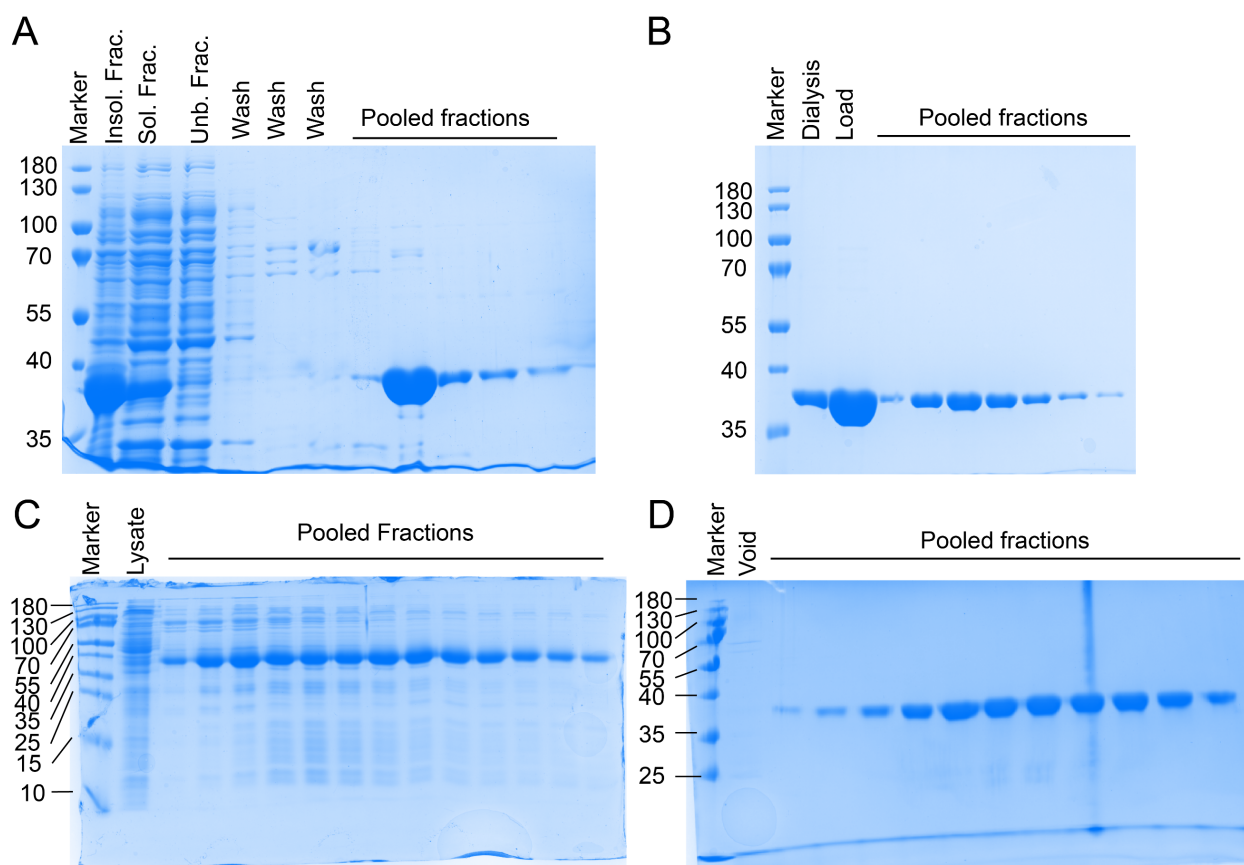 A
Marker
Insol. Frac.
Sol. Frac.
Unb. Frac.
Wash
Wash
Wash
Pooled fractions
180
130
100
70
55
40
35
B
Marker
Dialysis
Load
Pooled fractions
180
130
100
70
55
40
35
C
Marker
Lysate
Pooled Fractions
180
130
100
70
55
40
35
25
15
10
D
Marker
Void
Pooled fractions
180
130
100
70
55
40
35
25